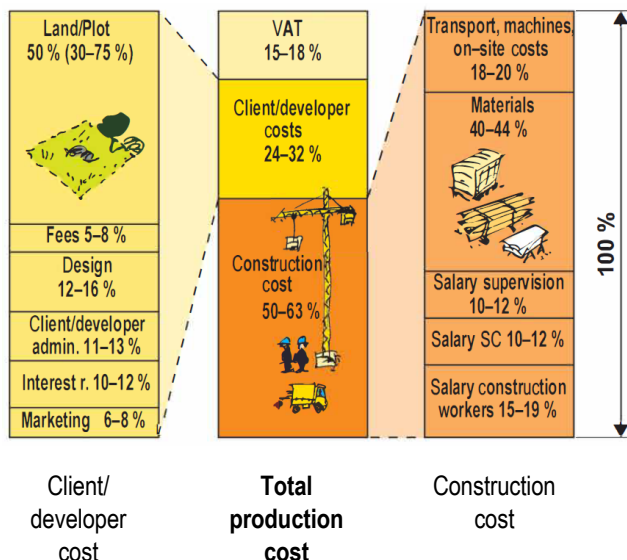 Land/Plot
50 % (30–75 %)
Fees 5–8 %
Design
12–16 %
Client/developer
admin. 11–13 %
Interest r. 10–12 %
Marketing 6–8 %
VAT
15–18 %
Client/developer
costs
24–32 %
Construction
cost
50–63 %
Transport, machines,
on-site costs
18–20 %
Materials
40–44 %
Salary supervision
10–12 %
Salary SC 10–12 %
Salary construction
workers 15–19 %
100 %
Client/
developer
cost
Total
production
cost
Construction
cost